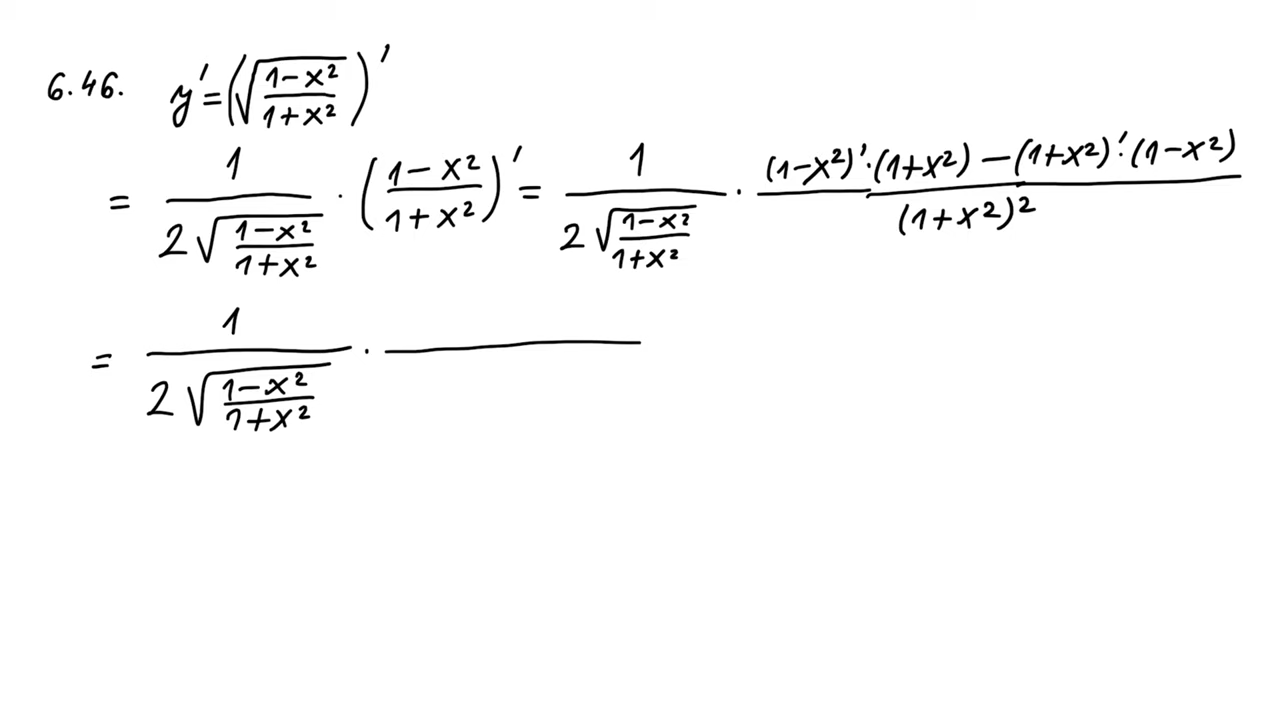 6.46. y' = (√((1-x²)/(1+x²)))'
= 1/(2√((1-x²)/(1+x²))) · ((1-x²)/(1+x²))' = 1/(2√((1-x²)/(1+x²))) · ((1-x²)'·(1+x²) - (1+x²)'·(1-x²))/(1+x²)²
= 1/(2√((1-x²)/(1+x²))) · ―